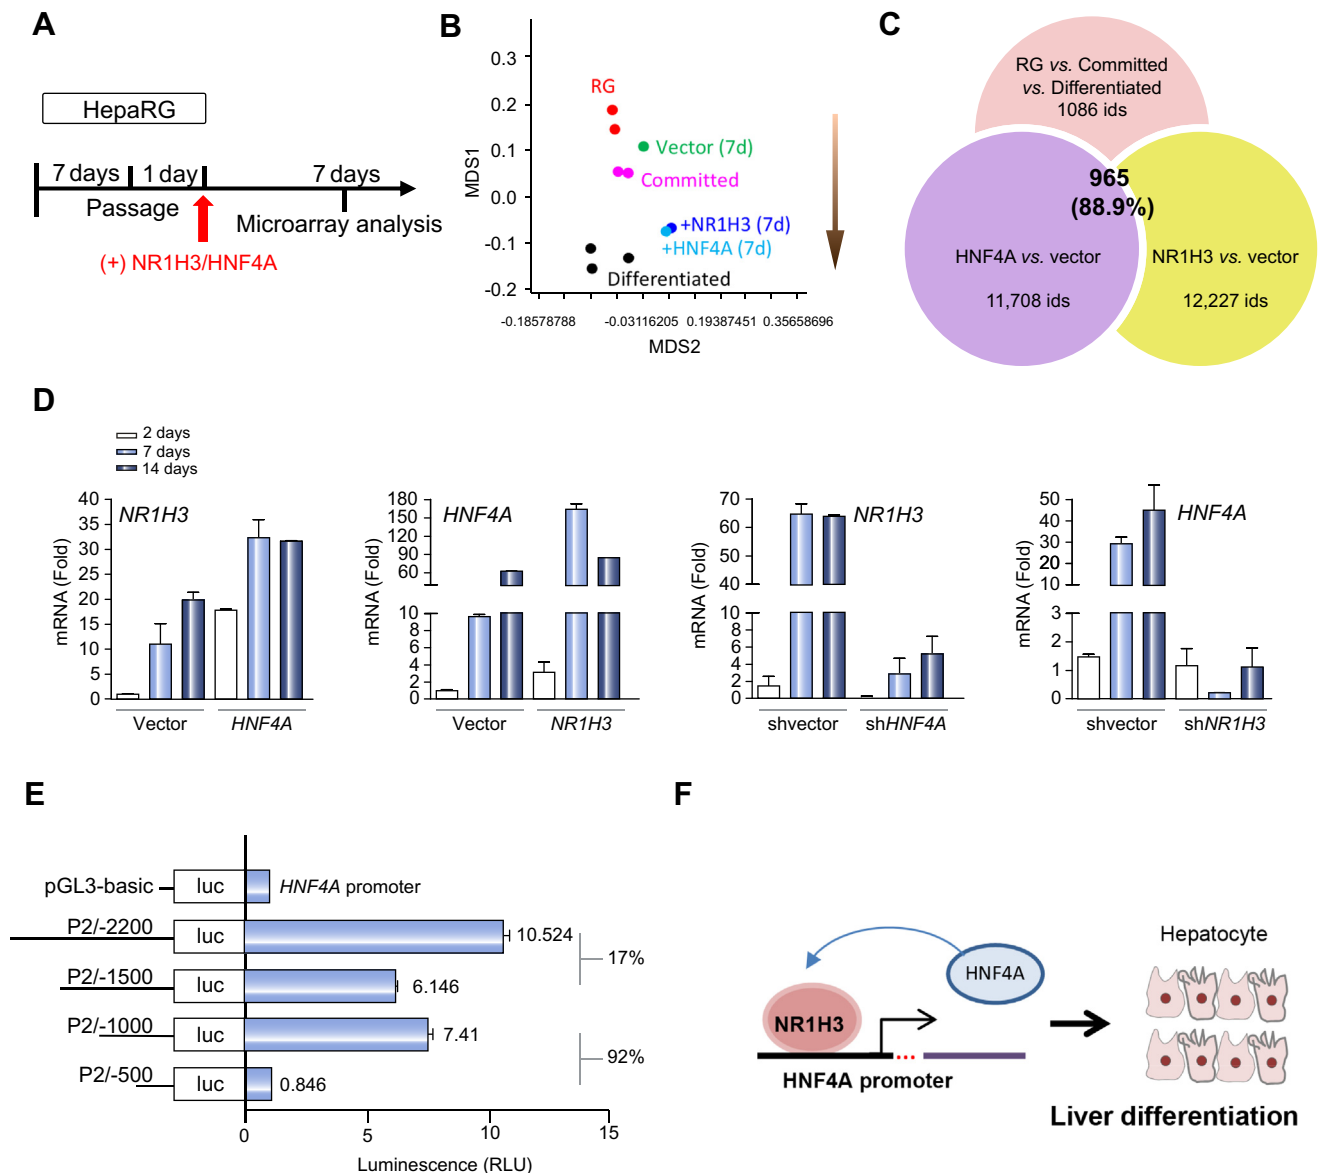 A
HepaRG
7 days
1 day
7 days
Passage
Microarray analysis
(+) NR1H3/HNF4A
B
MDS1
0.3
0.2
0.1
0.0
-0.1
-0.2
RG
Vector (7d)
Committed
+NR1H3 (7d)
+HNF4A (7d)
Differentiated
-0.18578788
-0.03116205
0.19387451
0.35658696
MDS2
C
RG vs. Committed
vs. Differentiated
1086 ids
965
(88.9%)
HNF4A vs. vector
11,708 ids
NR1H3 vs. vector
12,227 ids
D
2 days
7 days
14 days
mRNA (Fold)
40
35
30
25
20
15
10
5
0
NR1H3
Vector
HNF4A
mRNA (Fold)
180
150
120
90
60
10
8
6
4
2
0
HNF4A
Vector
NR1H3
mRNA (Fold)
70
60
50
40
10
8
6
4
2
0
NR1H3
shvector
shHNF4A
mRNA (Fold)
50
40
30
20
10
3
2
1
0
HNF4A
shvector
shNR1H3
E
pGL3-basic
luc
HNF4A promoter
P2/-2200
luc
10.524
17%
P2/-1500
luc
6.146
P2/-1000
luc
7.41
92%
P2/-500
luc
0.846
0
5
10
15
Luminescence (RLU)
F
HNF4A
NR1H3
HNF4A promoter
Hepatocyte
Liver differentiation